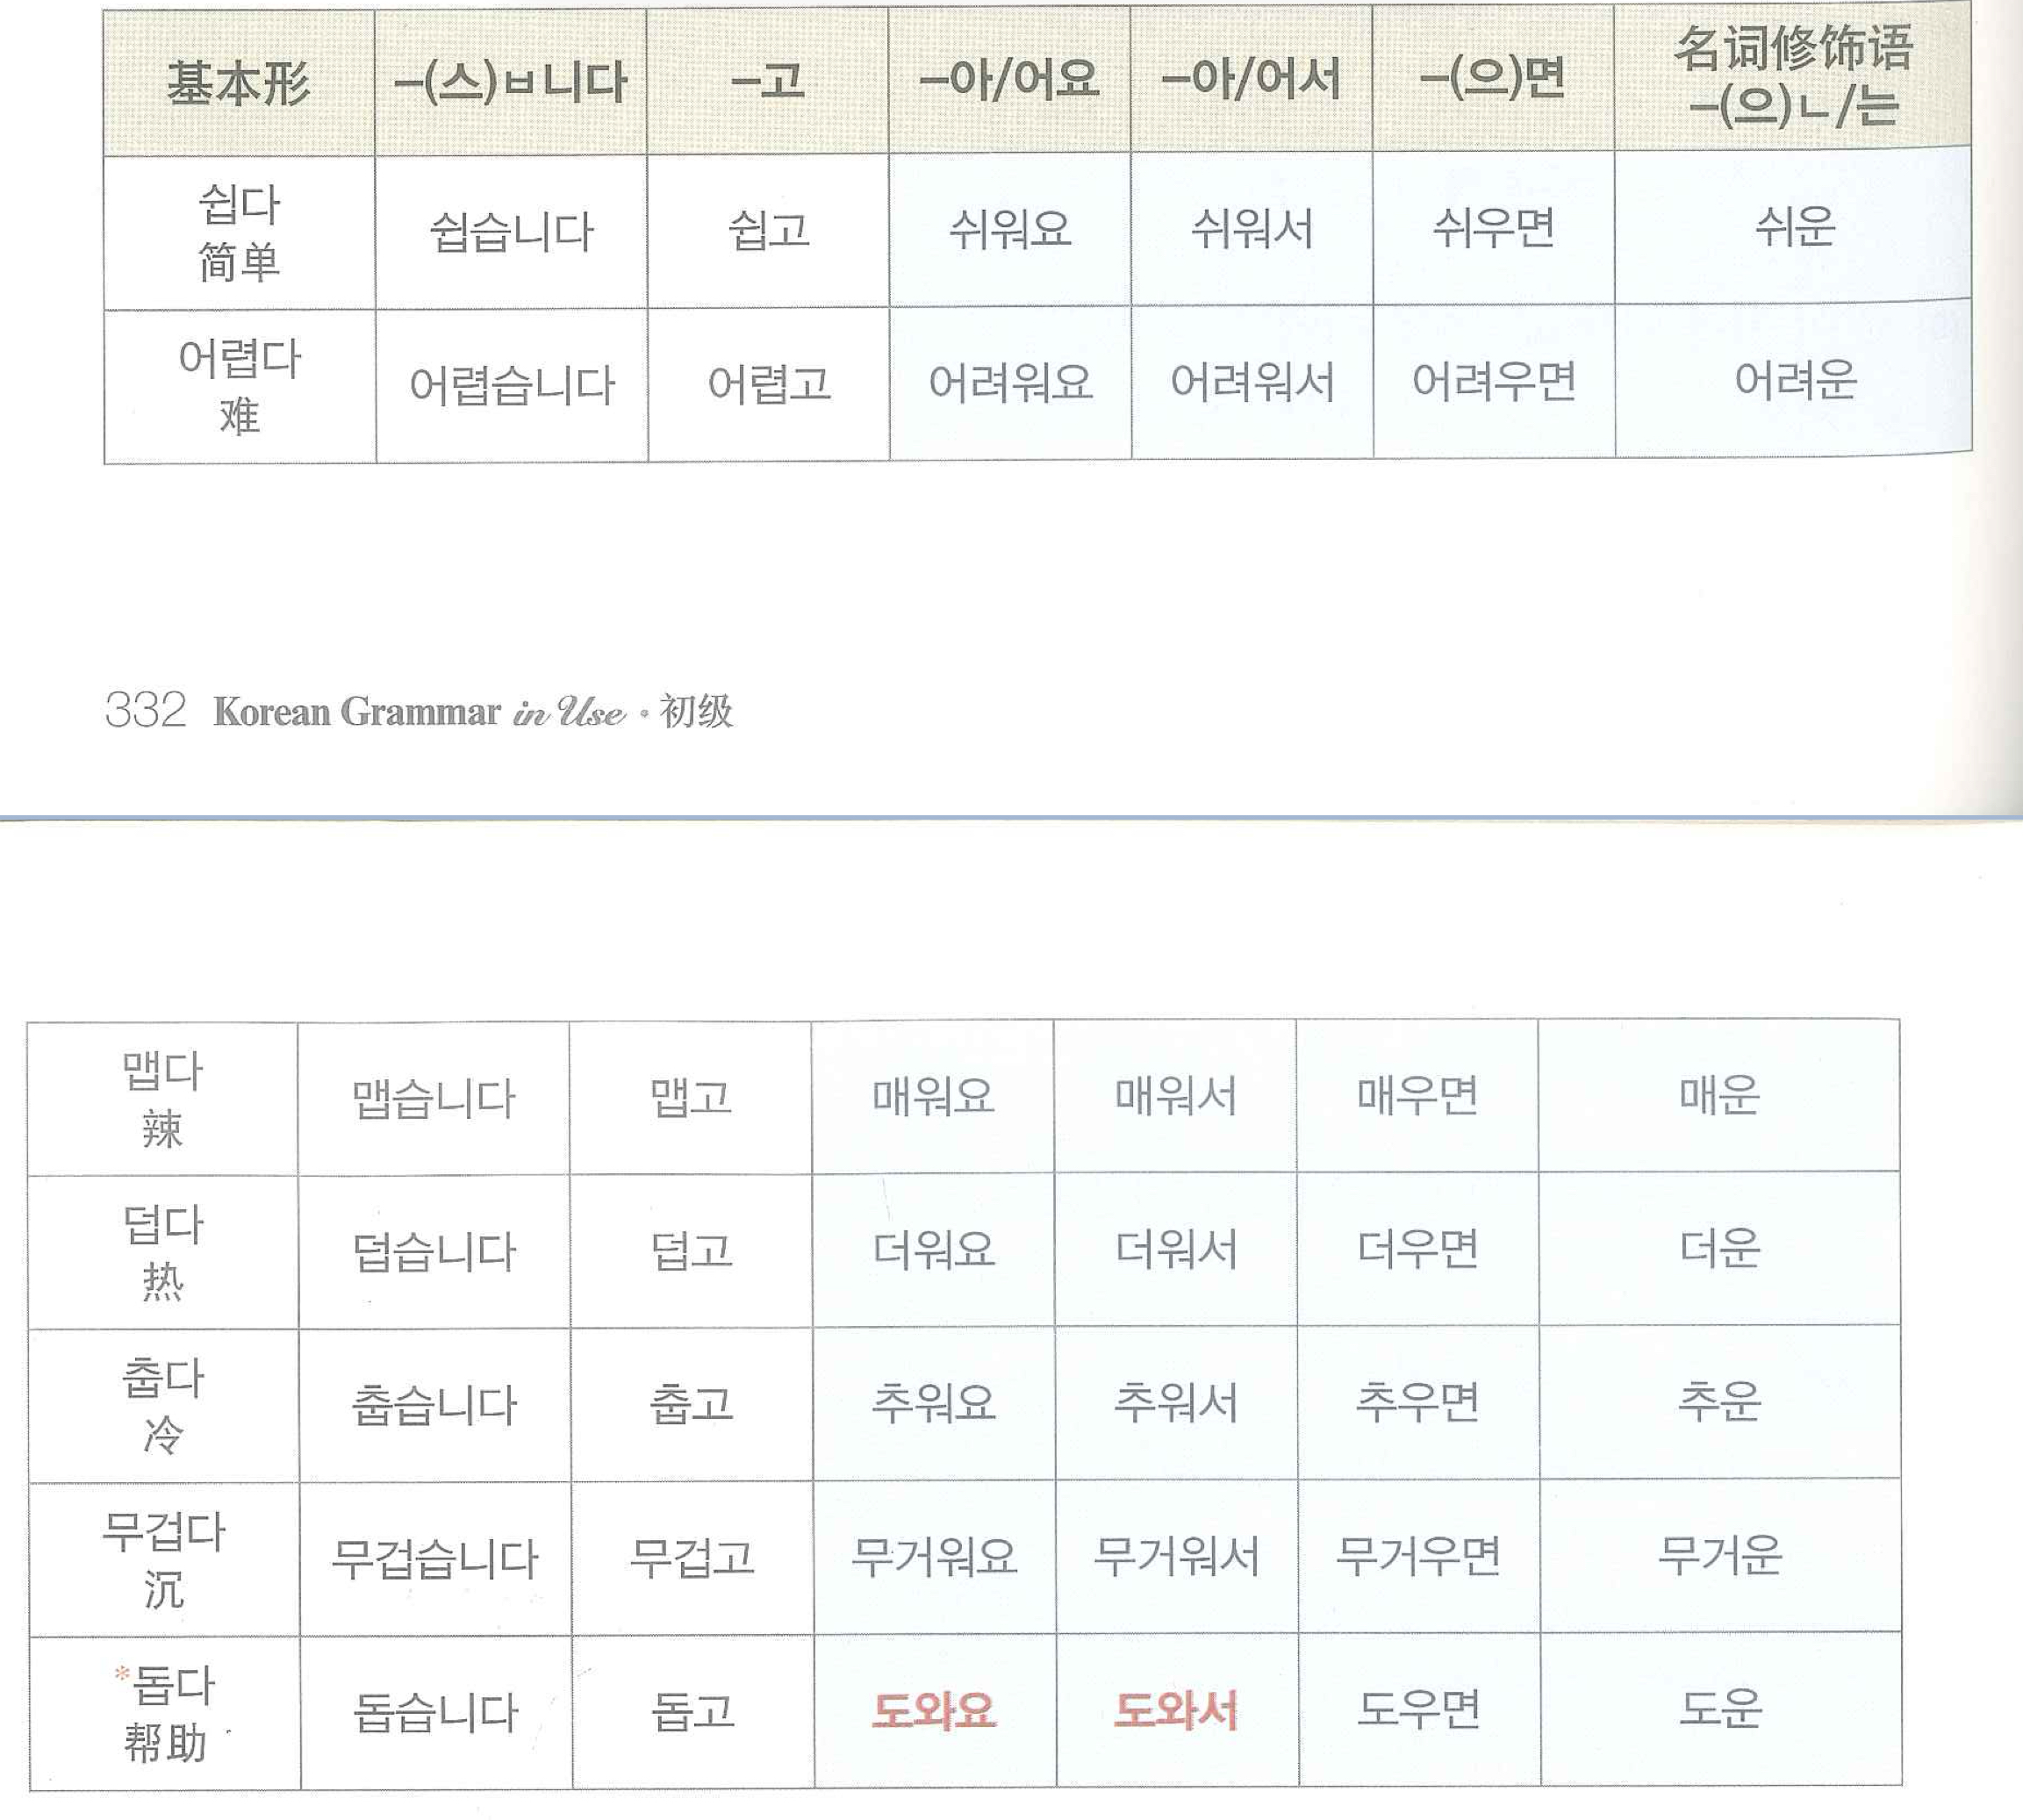 基本形 -(스)ㅂ니다 -고 -아/어요 -아/어서 -(으)면 名词修饰语
-(으)ㄴ/는
쉽다
简单 쉽습니다 쉽고 쉬워요 쉬워서 쉬우면 쉬운
어렵다
难 어렵습니다 어렵고 어려워요 어려워서 어려우면 어려운
332 Korean Grammar in Use • 初级
맵다
辣 맵습니다 맵고 매워요 매워서 매우면 매운
덥다
热 덥습니다 덥고 더워요 더워서 더우면 더운
춥다
冷 춥습니다 춥고 추워요 추워서 추우면 추운
무겁다
沉 무겁습니다 무겁고 무거워요 무거워서 무거우면 무거운
*돕다
帮助 돕습니다 돕고 도와요 도와서 도우면 도운